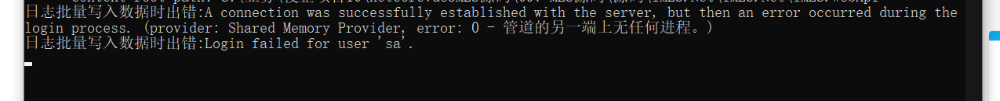 日志批量写入数据时出错:A connection was successfully established with the server, but then an error occurred during the
login process. (provider: Shared Memory Provider, error: 0 - 管道的另一端上无任何进程。)
日志批量写入数据时出错:Login failed for user 'sa'.